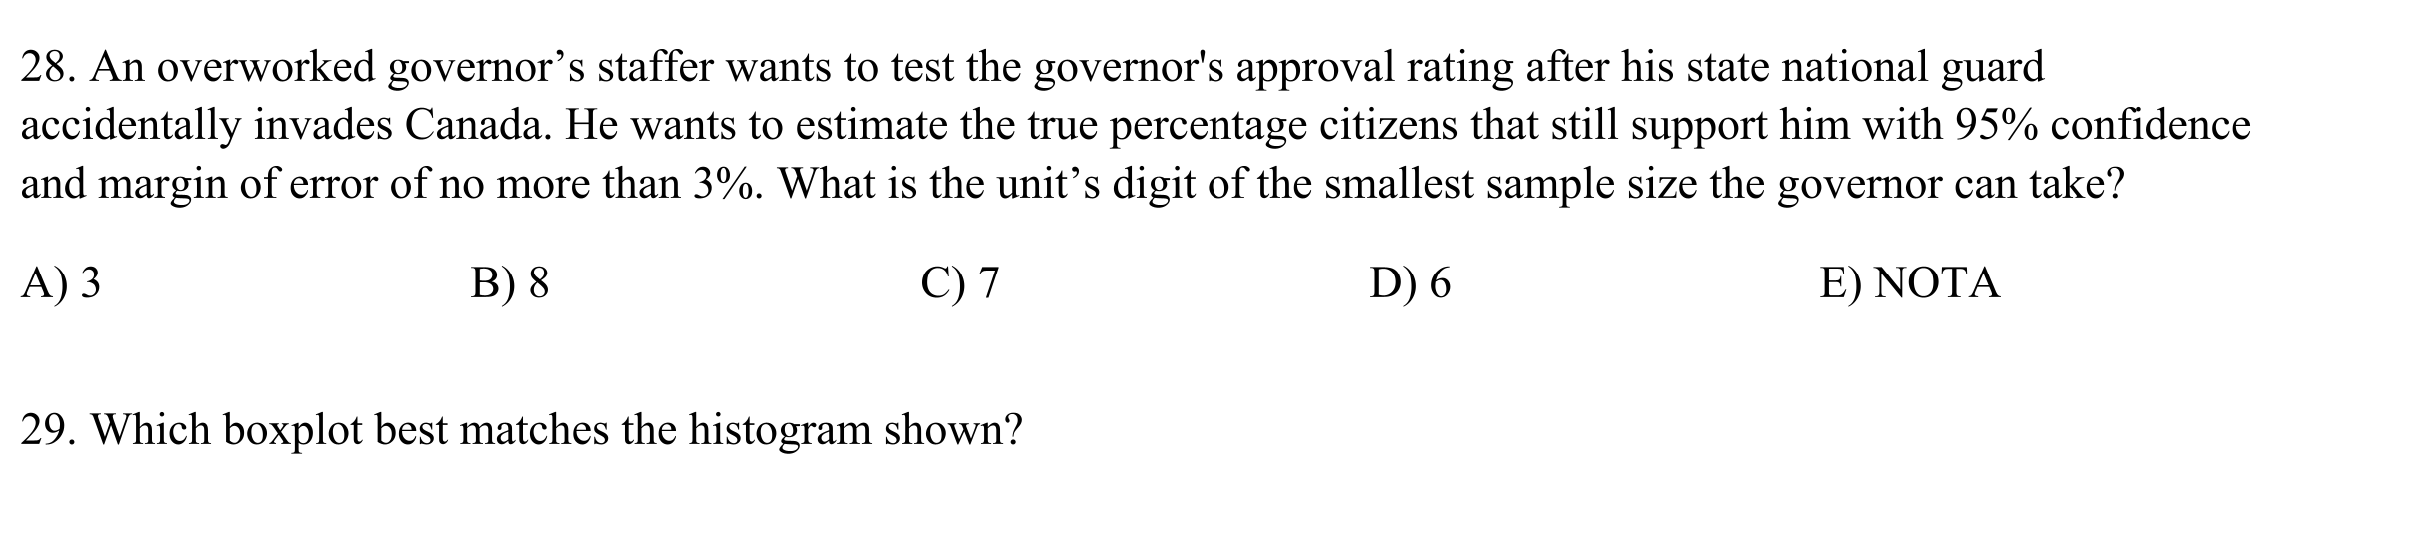 28. An overworked governor’s staffer wants to test the governor's approval rating after his state national guard
accidentally invades Canada. He wants to estimate the true percentage citizens that still support him with 95% confidence
and margin of error of no more than 3%. What is the unit’s digit of the smallest sample size the governor can take?
A) 3 B) 8 C) 7 D) 6 E) NOTA
29. Which boxplot best matches the histogram shown?